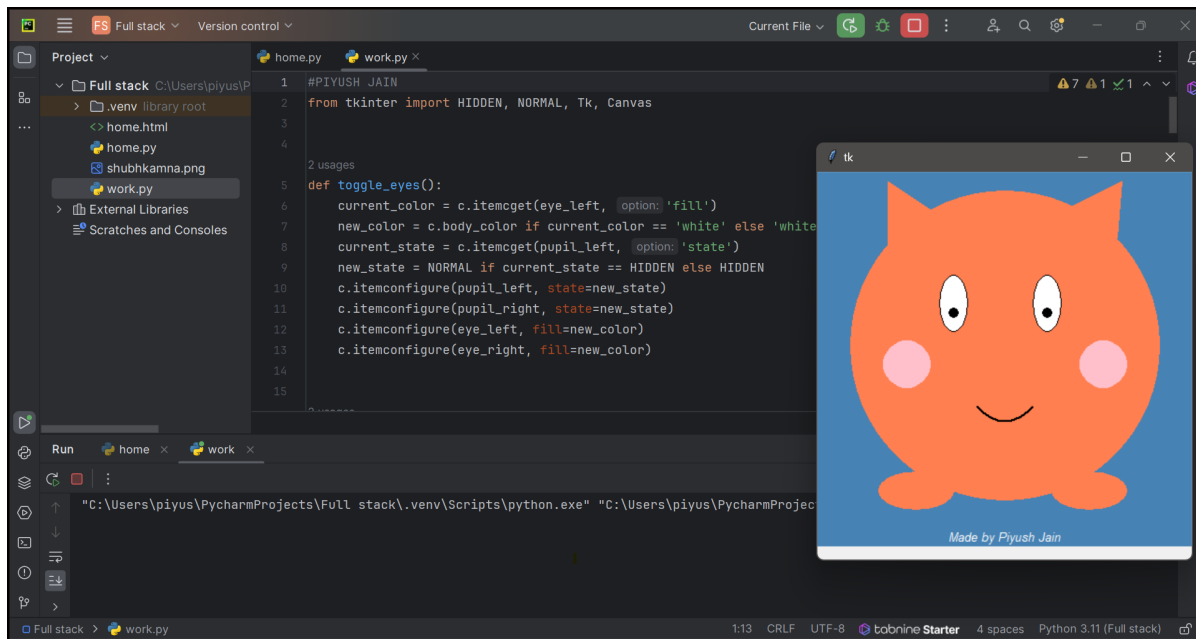 PC
FS Full stack Version control
Current File
Project
home.py
work.py
Full stack C:\Users\piyus\P
.venv library root
home.html
home.py
shubhkamna.png
work.py
External Libraries
Scratches and Consoles
7 1 1
1 #PIYUSH JAIN
2 from tkinter import HIDDEN, NORMAL, Tk, Canvas
3
4
2 usages
5 def toggle_eyes():
6 current_color = c.itemcget(eye_left, option: 'fill')
7 new_color = c.body_color if current_color == 'white' else 'white
8 current_state = c.itemcget(pupil_left, option: 'state')
9 new_state = NORMAL if current_state == HIDDEN else HIDDEN
10 c.itemconfigure(pupil_left, state=new_state)
11 c.itemconfigure(pupil_right, state=new_state)
12 c.itemconfigure(eye_left, fill=new_color)
13 c.itemconfigure(eye_right, fill=new_color)
14
15
tk
Made by Piyush Jain
Run
home
work
"C:\Users\piyus\PycharmProjects\Full stack\.venv\Scripts\python.exe" "C:\Users\piyus\PycharmProjec
Full stack > work.py
1:13 CRLF UTF-8 tabnine Starter 4 spaces Python 3.11 (Full stack)